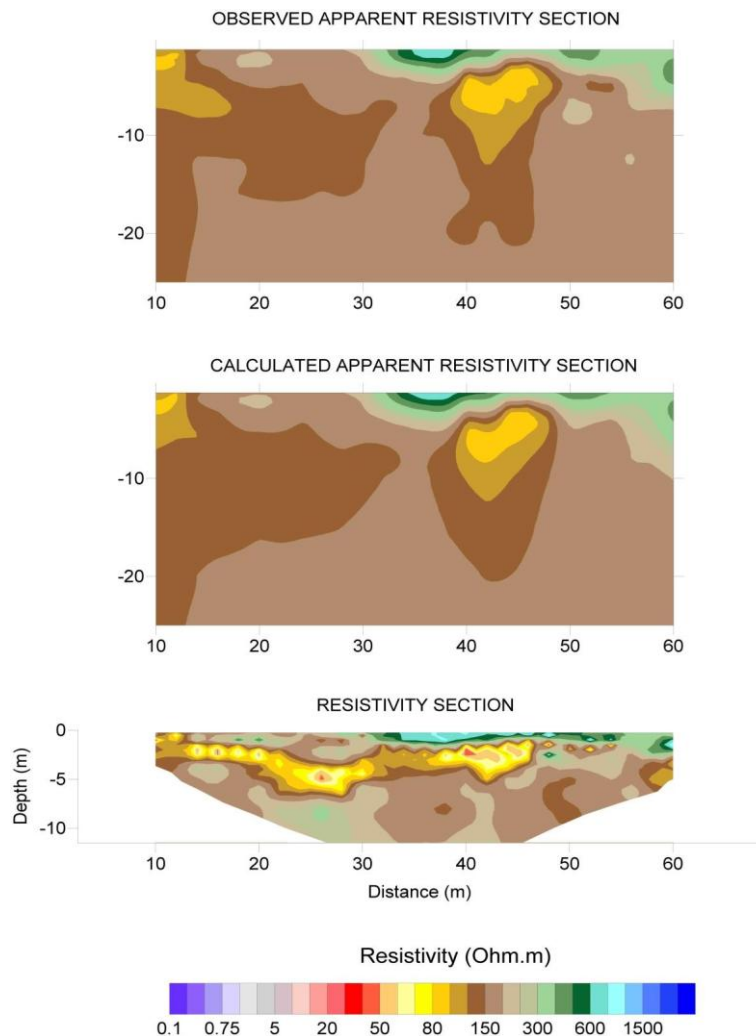 OBSERVED APPARENT RESISTIVITY SECTION
-10
-20
10 20 30 40 50 60
CALCULATED APPARENT RESISTIVITY SECTION
-10
-20
10 20 30 40 50 60
RESISTIVITY SECTION
0
-5
-10
Depth (m)
10 20 30 40 50 60
Distance (m)
Resistivity (Ohm.m)
0.1 0.75 5 20 50 80 150 300 600 1500